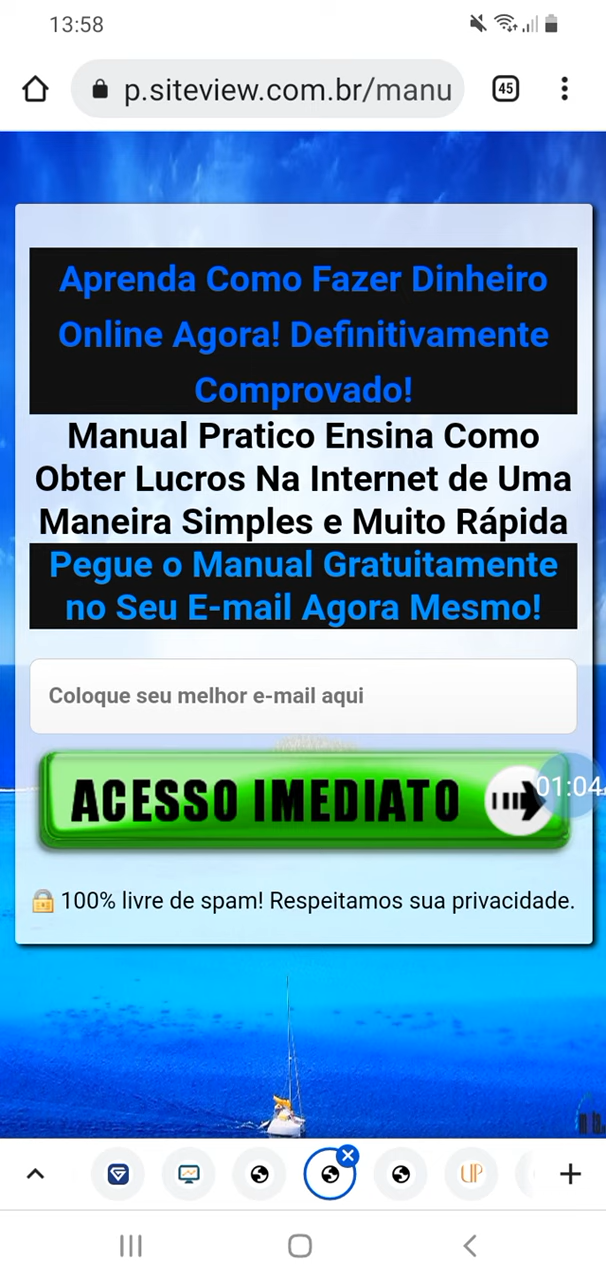 13:58
p.siteview.com.br/manu
45
Aprenda Como Fazer Dinheiro
Online Agora! Definitivamente
Comprovado!
Manual Pratico Ensina Como
Obter Lucros Na Internet de Uma
Maneira Simples e Muito Rápida
Pegue o Manual Gratuitamente
no Seu E-mail Agora Mesmo!
Coloque seu melhor e-mail aqui
ACESSO IMEDIATO
01:04
100% livre de spam! Respeitamos sua privacidade.
UP